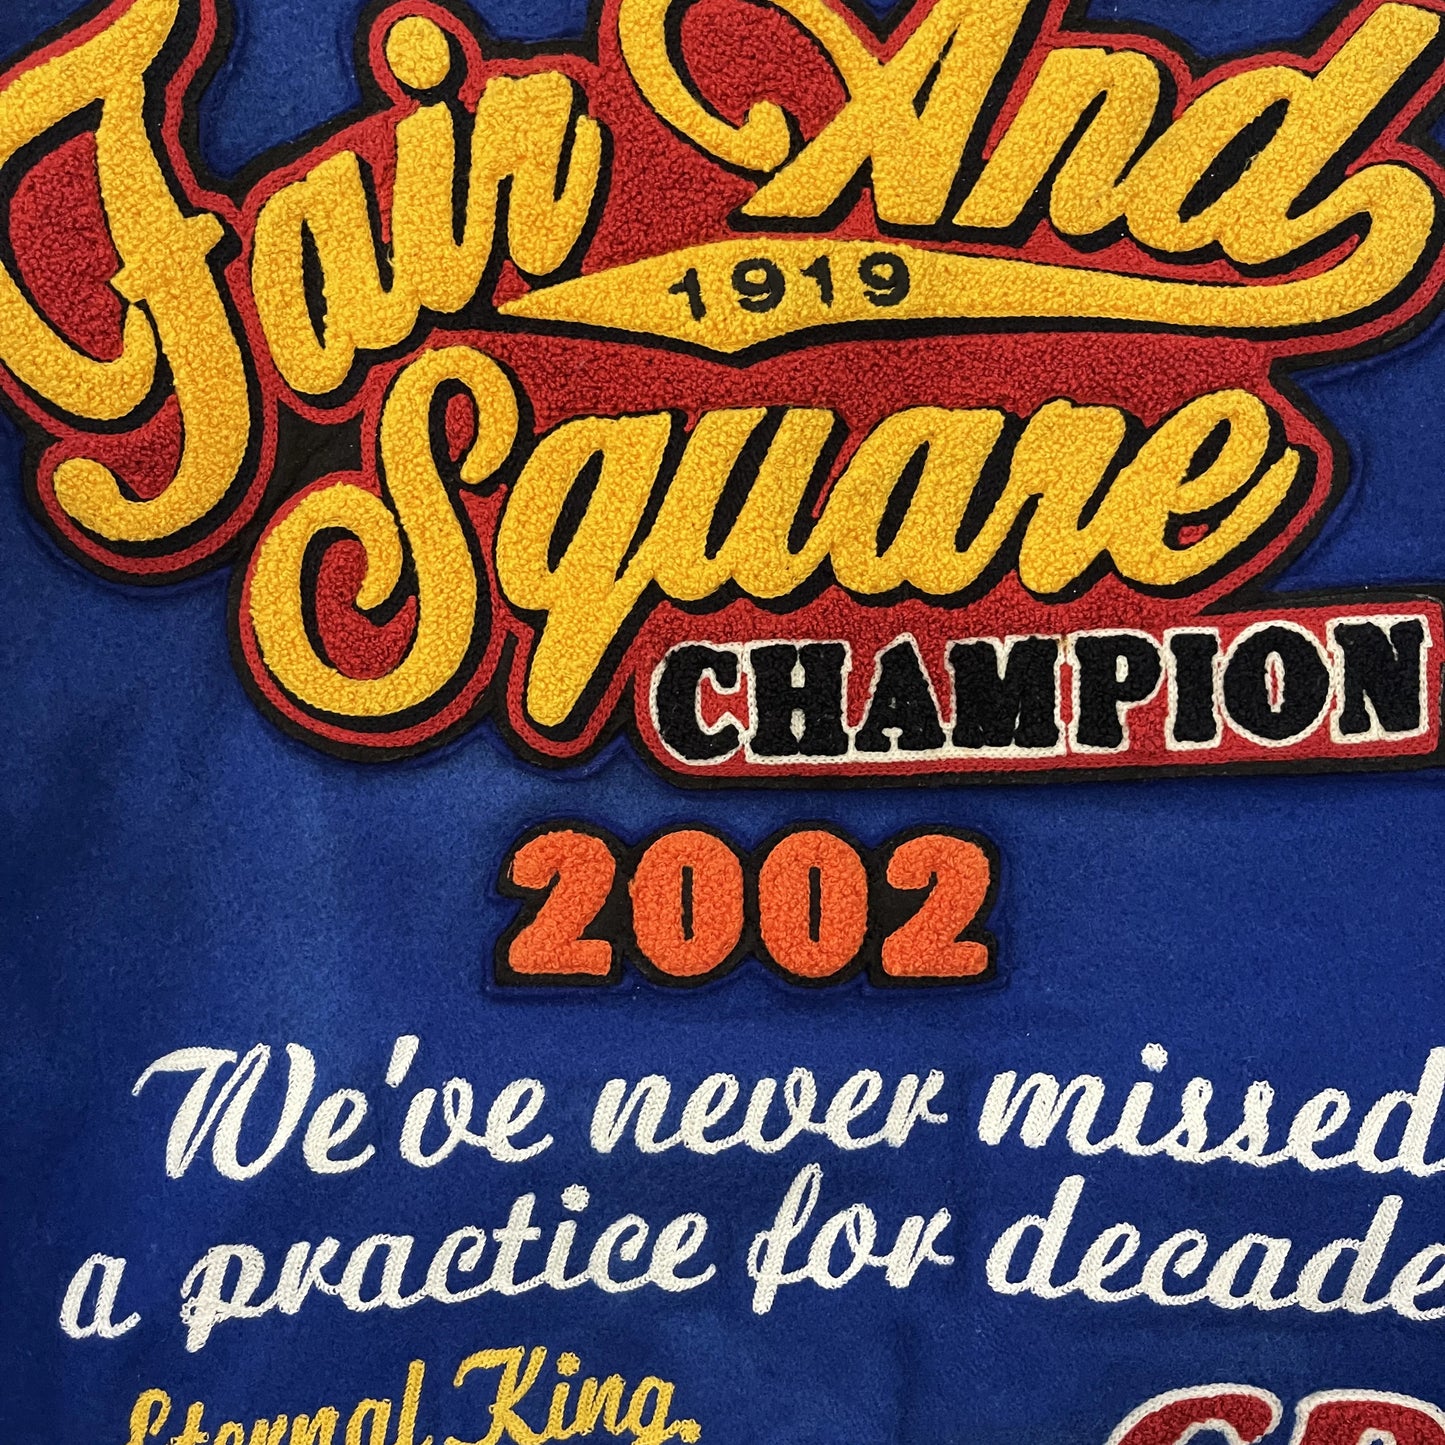 Fair And
1919
Square
CHAMPION
2002
We've never missed
a practice for decade
Eternal King.